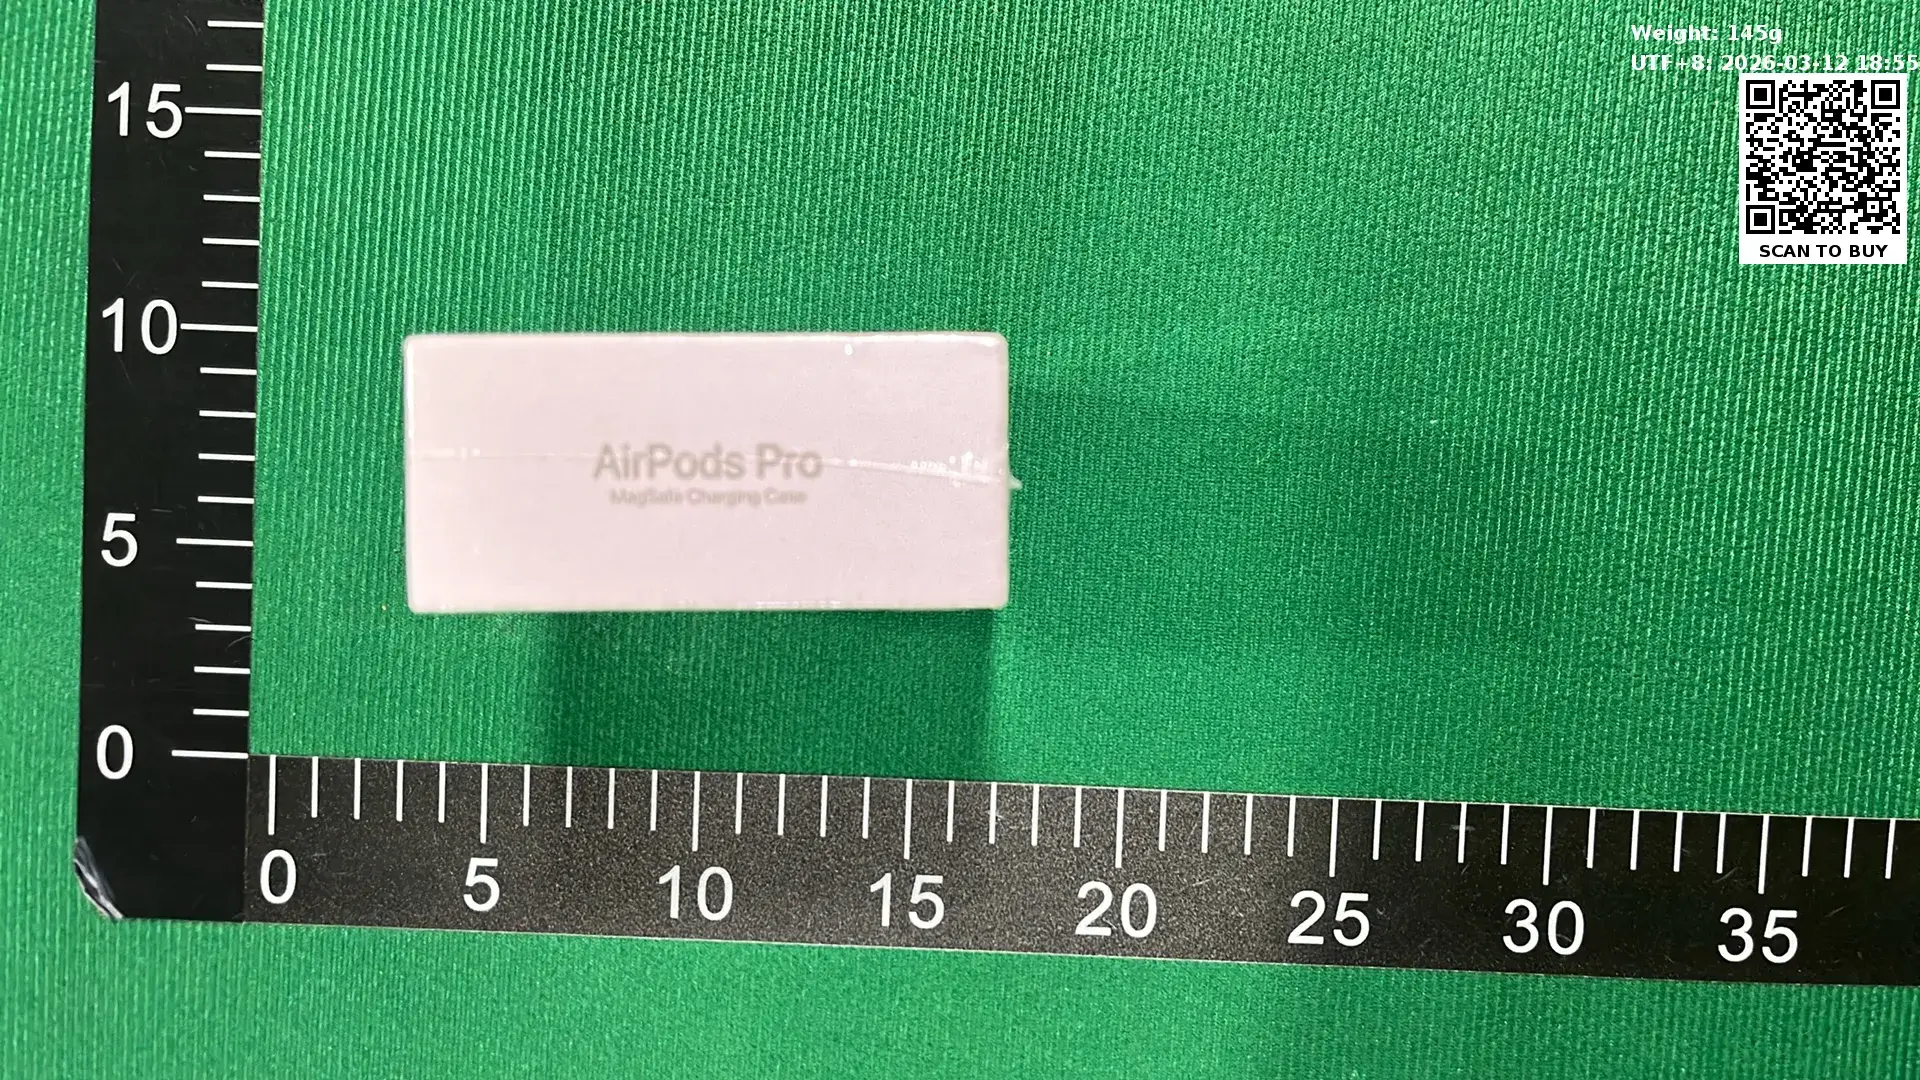 Weight: 145g
UTF+8: 2026-03-12 18:55
SCAN TO BUY
15
10
5
0
AirPods Pro
MagSafe Charging Case
0 5 10 15 20 25 30 35